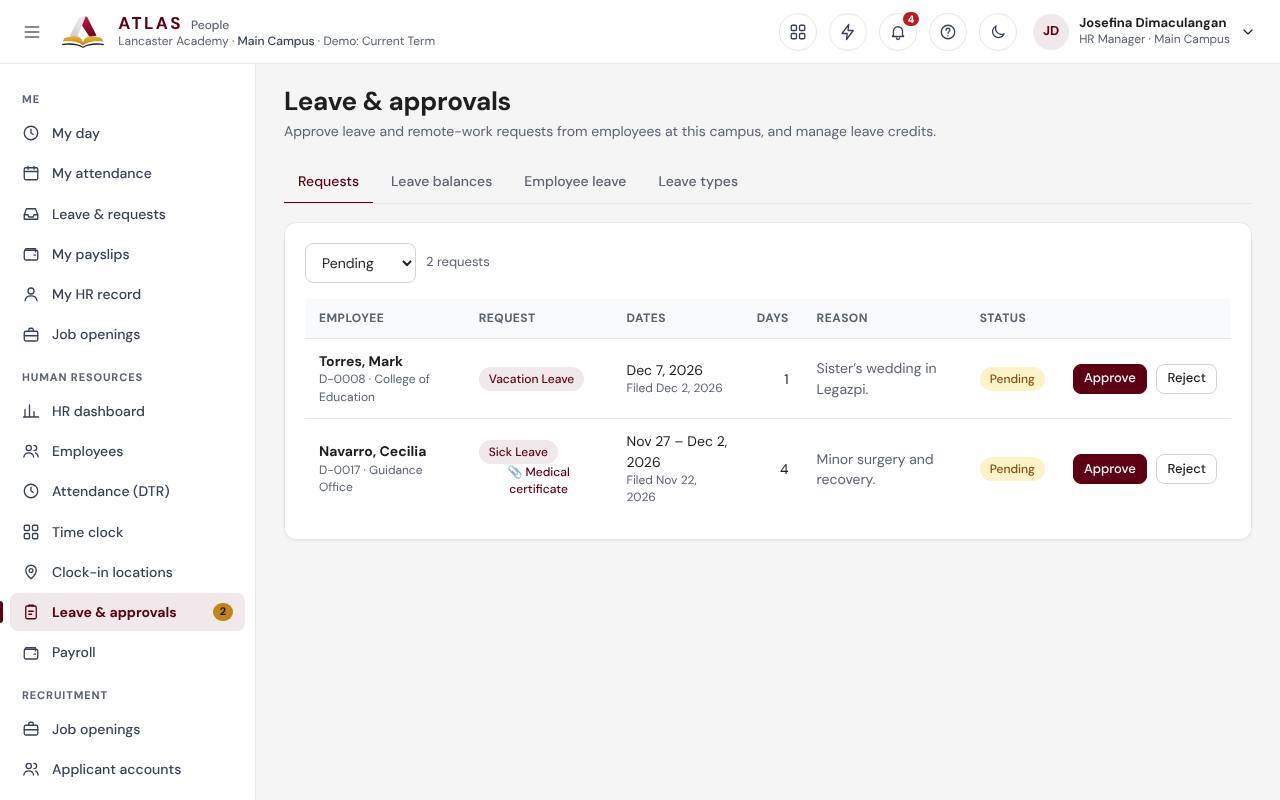 ATLAS People
Lancaster Academy · Main Campus · Demo: Current Term
4
JD
Josefina Dimaculangan
HR Manager · Main Campus
ME
My day
My attendance
Leave & requests
My payslips
My HR record
Job openings
HUMAN RESOURCES
HR dashboard
Employees
Attendance (DTR)
Time clock
Clock-in locations
Leave & approvals 2
Payroll
RECRUITMENT
Job openings
Applicant accounts
Leave & approvals
Approve leave and remote-work requests from employees at this campus, and manage leave credits.
Requests Leave balances Employee leave Leave types
Pending 2 requests
EMPLOYEE REQUEST DATES DAYS REASON STATUS
Torres, Mark
D-0008 · College of
Education
Vacation Leave
Dec 7, 2026
Filed Dec 2, 2026
1
Sister’s wedding in
Legazpi.
Pending
Approve Reject
Navarro, Cecilia
D-0017 · Guidance
Office
Sick Leave
📎 Medical
certificate
Nov 27 – Dec 2,
2026
Filed Nov 22,
2026
4
Minor surgery and
recovery.
Pending
Approve Reject